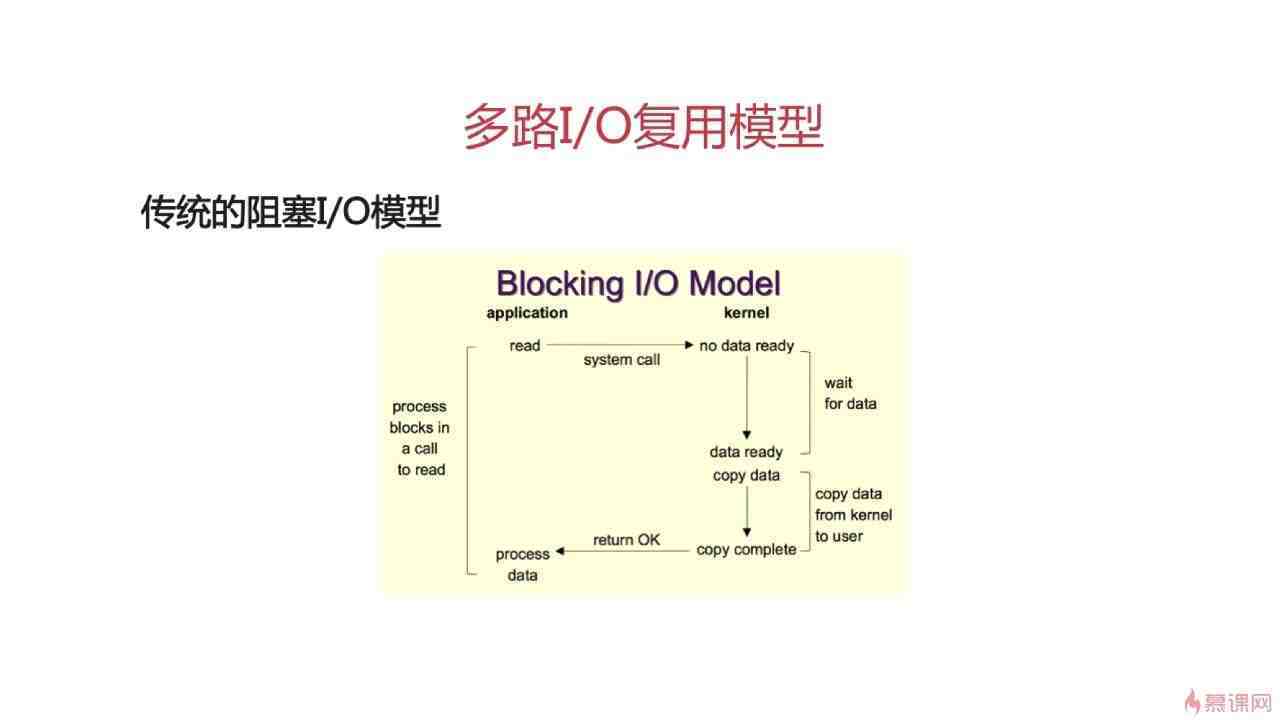 多路I/O复用模型
传统的阻塞I/O模型
Blocking I/O Model
application
kernel
read
system call
no data ready
wait
for data
process
blocks in
a call
to read
data ready
copy data
copy data
from kernel
to user
return OK
copy complete
process
data
慕课网